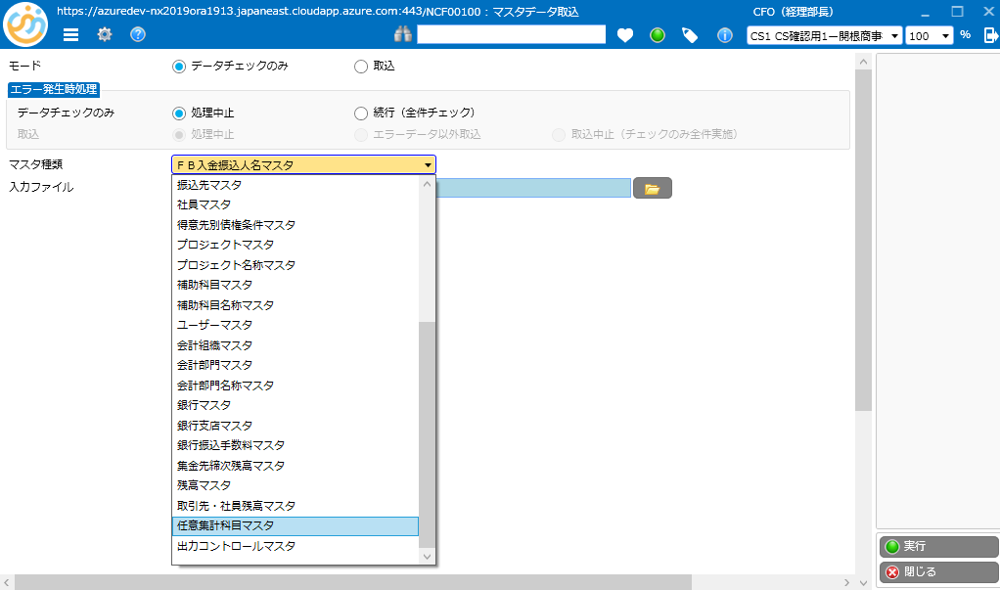 https://azuredev-nx2019ora1913.japaneast.cloudapp.azure.com:443/NCF00100 : マスタデータ取込
CFO（経理部長）
CS1 CS確認用1ー開根商事
100
%
モード
データチェックのみ
取込
エラー発生時処理
データチェックのみ
処理中止
続行（全件チェック）
取込
処理中止
エラーデータ以外取込
取込中止（チェックのみ全件実施）
マスタ種類
ＦＢ入金振込人名マスタ
入力ファイル
振込先マスタ
社員マスタ
得意先別債権条件マスタ
プロジェクトマスタ
プロジェクト名称マスタ
補助科目マスタ
補助科目名称マスタ
ユーザーマスタ
会計組織マスタ
会計部門マスタ
会計部門名称マスタ
銀行マスタ
銀行支店マスタ
銀行振込手数料マスタ
集金先締次残高マスタ
残高マスタ
取引先・社員残高マスタ
任意集計科目マスタ
出力コントロールマスタ
実行
閉じる